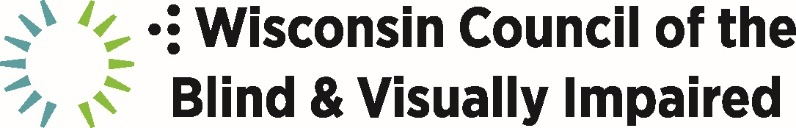 Wisconsin Council of the
Blind & Visually Impaired